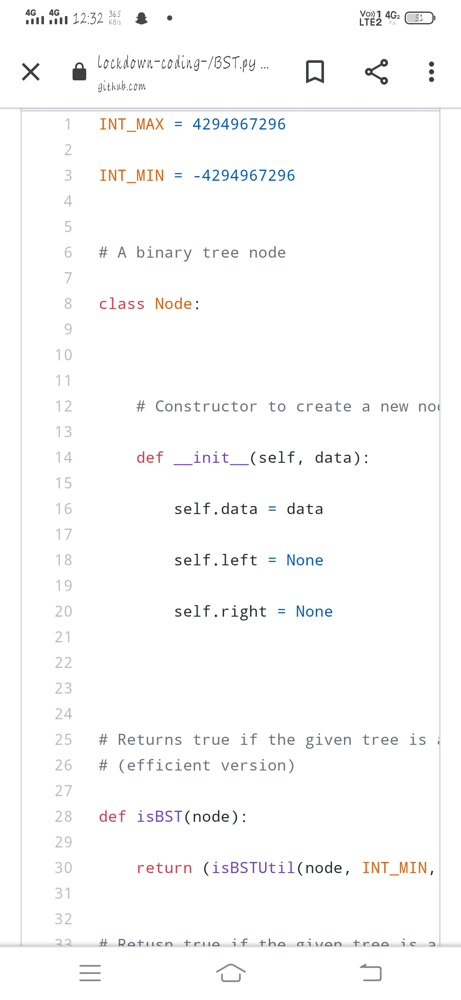 4G 4G 12:32 36.5 KB/s Vo)) 1 LTE2 4G2 51
lockdown-coding-/BST.py ...
github.com
1 INT_MAX = 4294967296
2
3 INT_MIN = -4294967296
4
5
6 # A binary tree node
7
8 class Node:
9
10
11
12 # Constructor to create a new
13
14 def __init__(self, data):
15
16 self.data = data
17
18 self.left = None
19
20 self.right = None
21
22
23
24
25 # Returns true if the given tree is
26 # (efficient version)
27
28 def isBST(node):
29
30 return (isBSTUtil(node, INT_MIN,
31
32
33 # Retusn true if the given tree is a